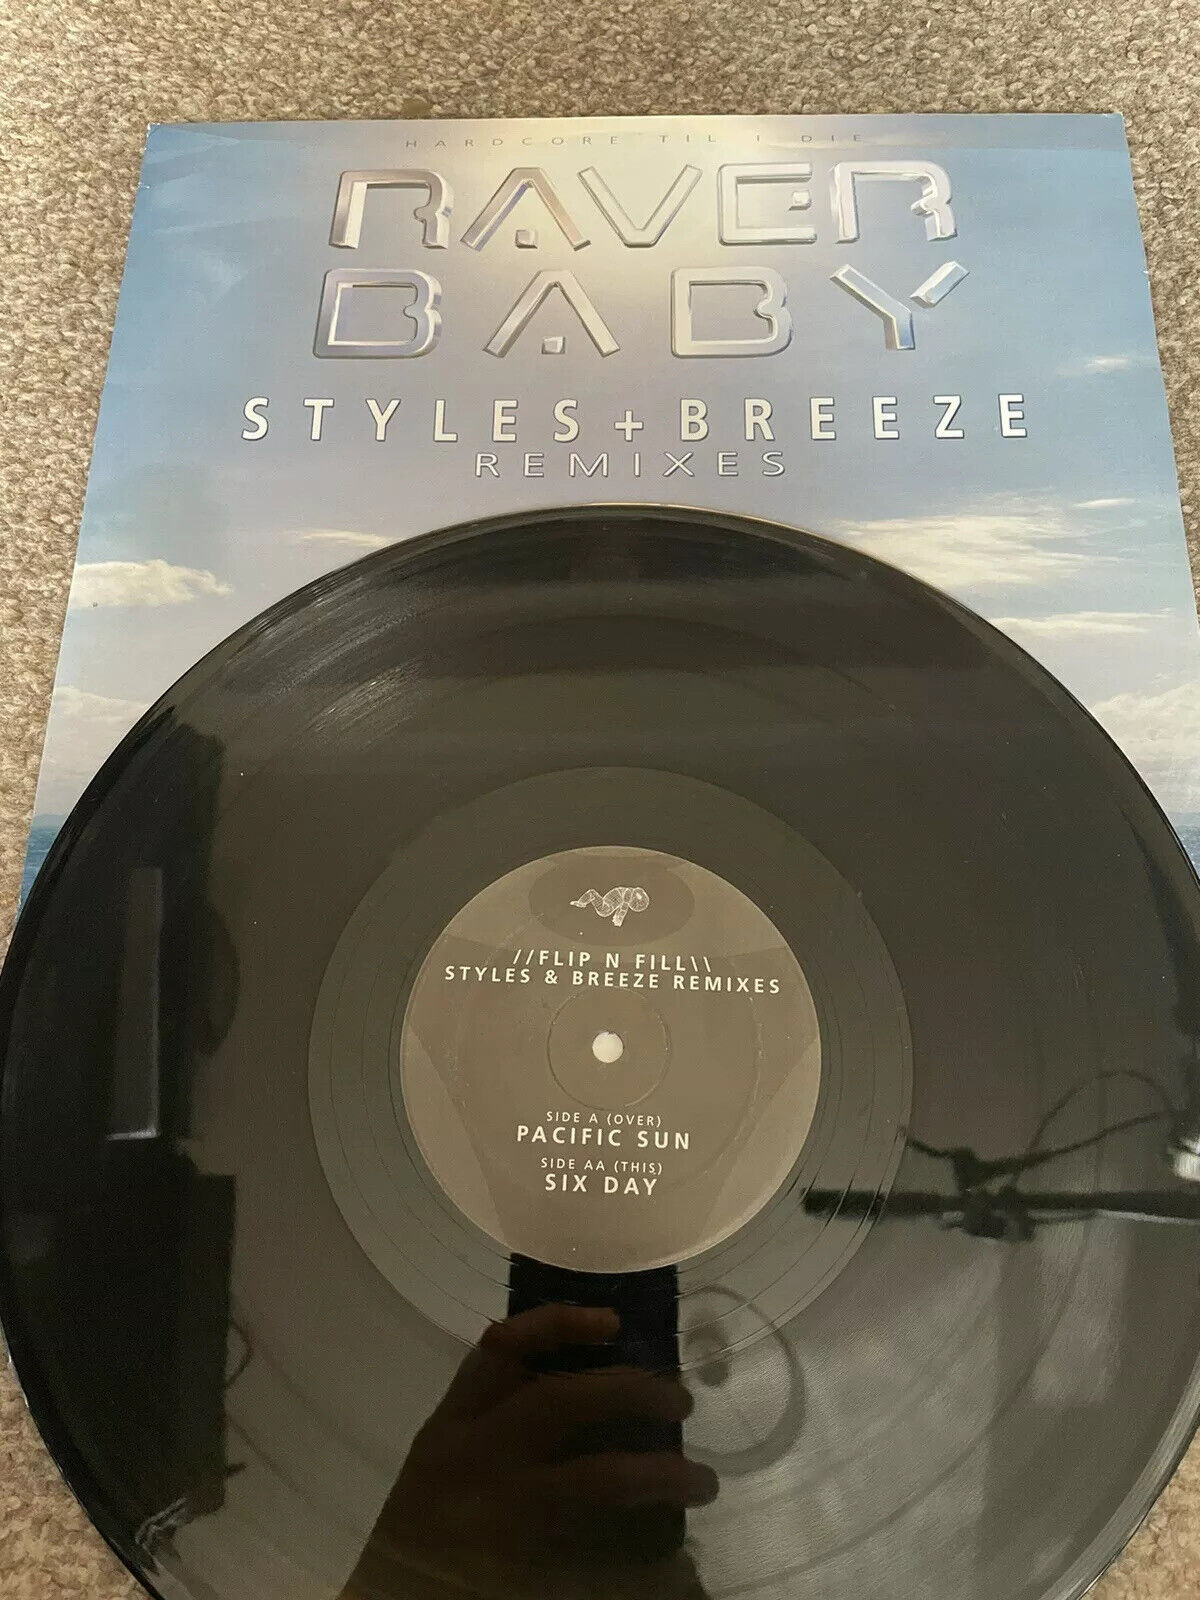 HARDCORE TIL I DIE
RAVER
BABY
STYLES + BREEZE
REMIXES
//FLIP N FILL\\
STYLES & BREEZE REMIXES
SIDE A (OVER)
PACIFIC SUN
SIDE AA (THIS)
SIX DAY